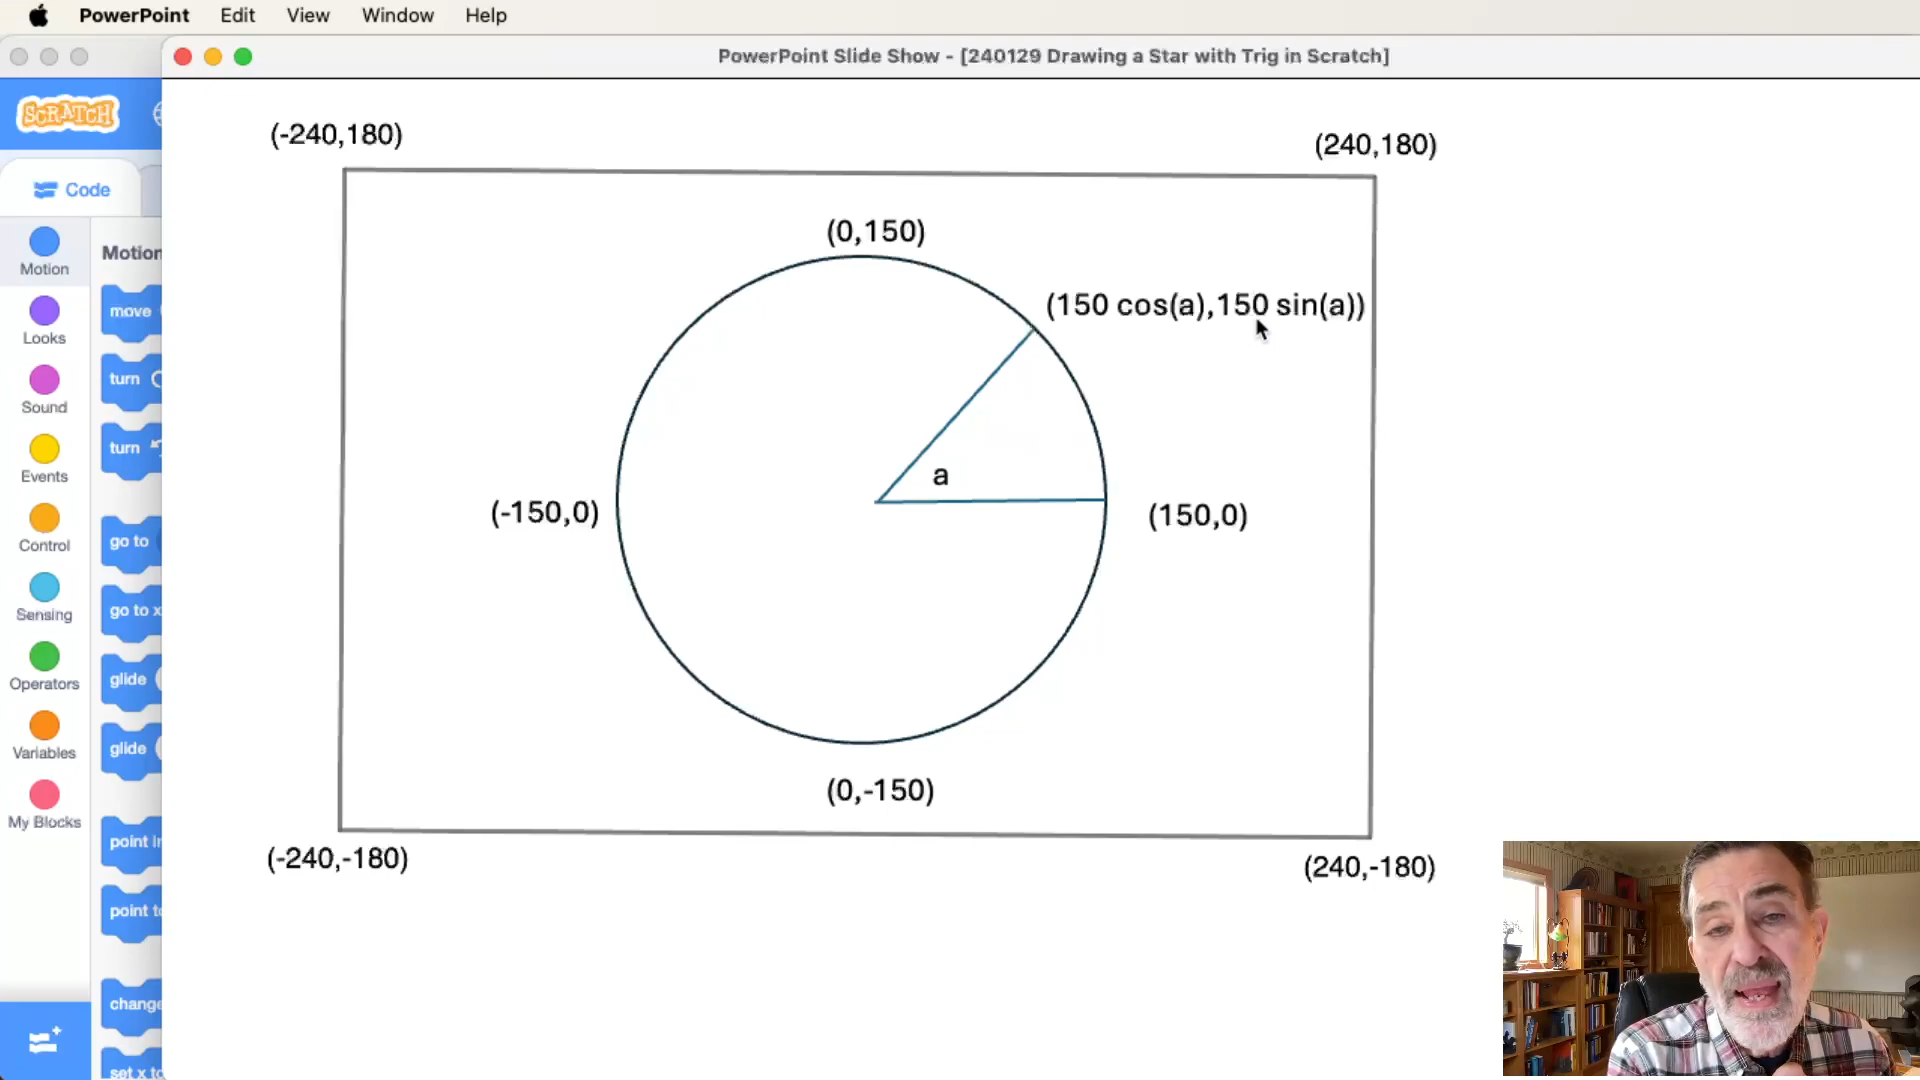 PowerPoint Edit View Window Help
PowerPoint Slide Show - [240129 Drawing a Star with Trig in Scratch]
SCRATCH
Code
Motion
Looks
Sound
Events
Control
Sensing
Operators
Variables
My Blocks
Motion
move
turn
turn
go to
go to x
glide
glide
point in
point to
change
set x to
(-240,180)
(240,180)
(0,150)
(150 cos(a),150 sin(a))
a
(-150,0)
(150,0)
(0,-150)
(-240,-180)
(240,-180)